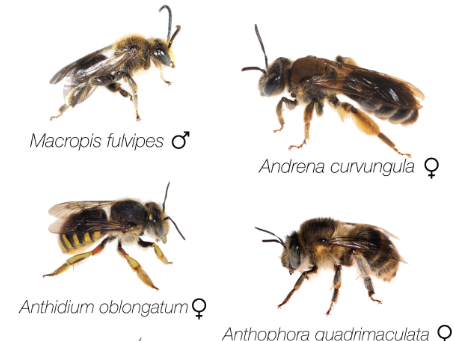 Macropis fulvipes ♂
Andrena curvungula ♀
Anthidium oblongatum ♀
Anthophora quadrimaculata ♀